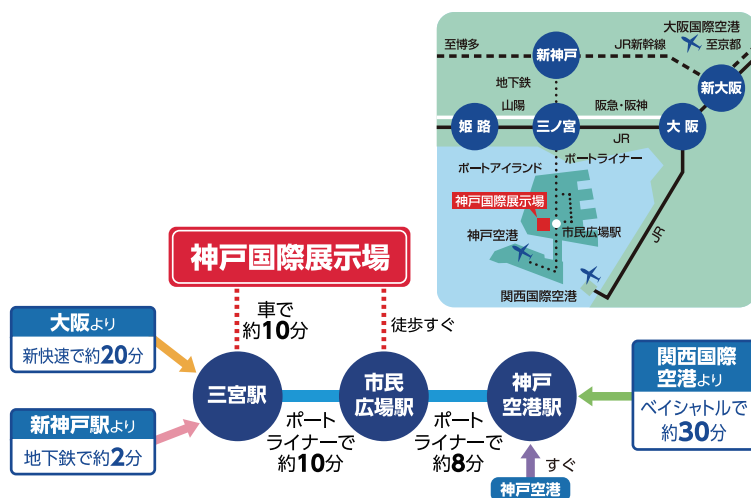 大阪国際空港
至博多
JR新幹線
至京都
新神戸
地下鉄
新大阪
山陽
阪急・阪神
姫路
三ノ宮
大阪
JR
ポートアイランド
ポートライナー
神戸国際展示場
市民広場駅
神戸空港
JR
関西国際空港
神戸国際展示場
車で
約10分
徒歩すぐ
大阪より
新快速で約20分
新神戸駅より
地下鉄で約2分
三宮駅
市民
広場駅
神戸
空港駅
ポート
ライナーで
約10分
ポート
ライナーで
約8分
関西国際
空港より
ベイシャトルで
約30分
すぐ
神戸空港